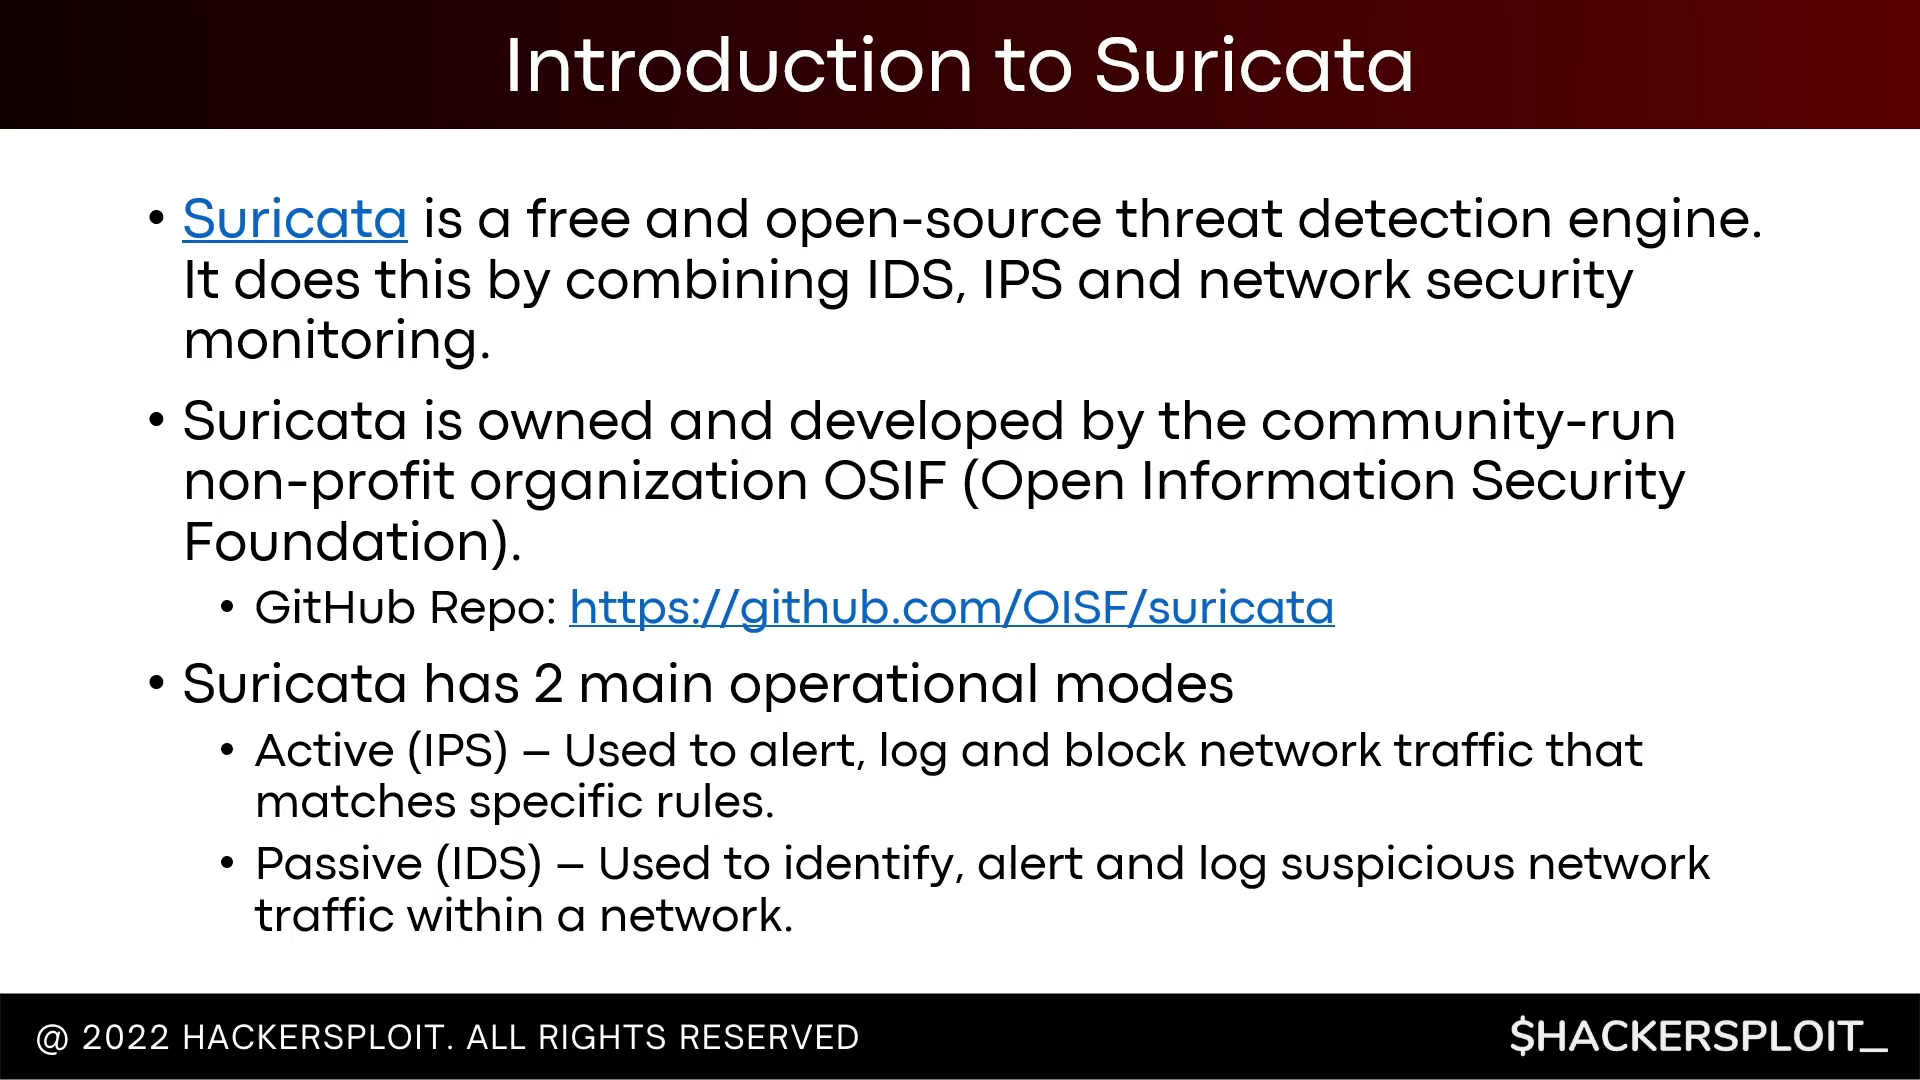 Introduction to Suricata
• Suricata is a free and open-source threat detection engine.
It does this by combining IDS, IPS and network security
monitoring.
• Suricata is owned and developed by the community-run
non-profit organization OSIF (Open Information Security
Foundation).
• GitHub Repo: https://github.com/OISF/suricata
• Suricata has 2 main operational modes
• Active (IPS) – Used to alert, log and block network traffic that
matches specific rules.
• Passive (IDS) – Used to identify, alert and log suspicious network
traffic within a network.
@ 2022 HACKERSPLOIT. ALL RIGHTS RESERVED
$HACKERSPLOIT_